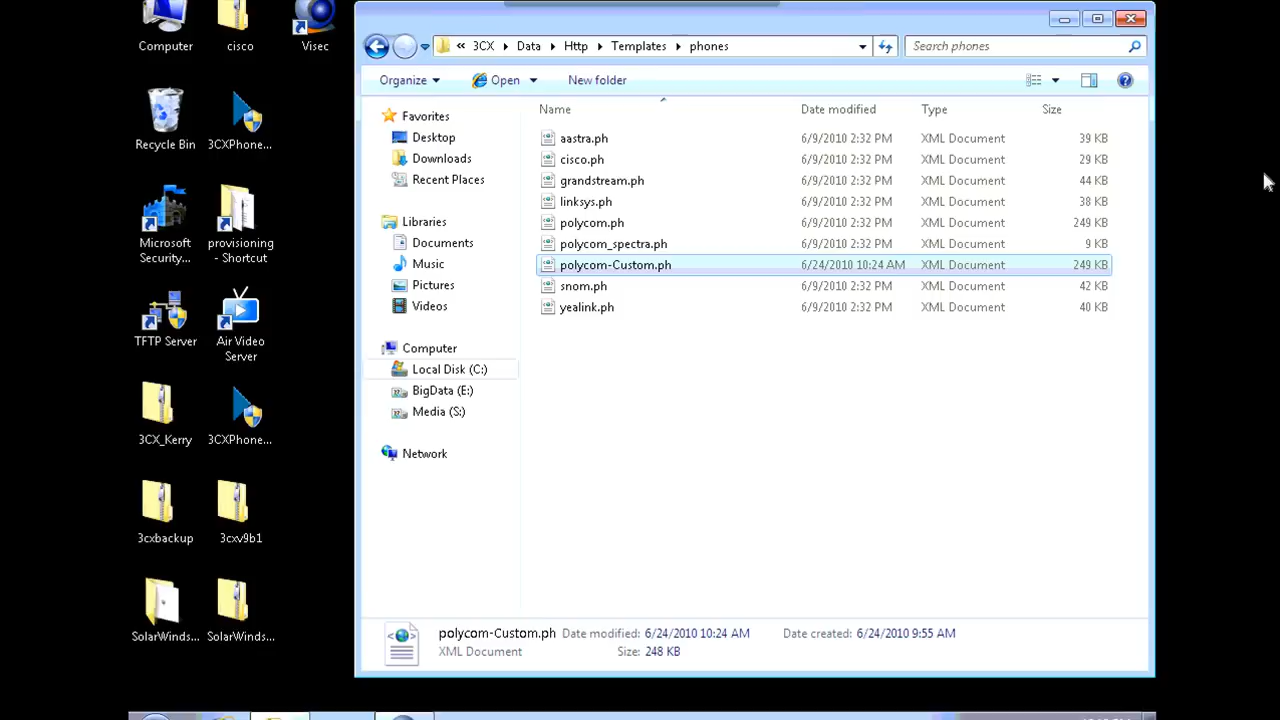 Computer
cisco
Visec
Recycle Bin
3CXPhone...
Microsoft
Security...
provisioning
- Shortcut
TFTP Server
Air Video
Server
3CX_Kerry
3CXPhone...
3cxbackup
3cxv9b1
SolarWinds...
SolarWinds...
« 3CX Data Http Templates phones
Search phones
Organize Open New folder
Favorites
Desktop
Downloads
Recent Places
Libraries
Documents
Music
Pictures
Videos
Computer
Local Disk (C:)
BigData (E:)
Media (S:)
Network
Name Date modified Type Size
aastra.ph 6/9/2010 2:32 PM XML Document 39 KB
cisco.ph 6/9/2010 2:32 PM XML Document 29 KB
grandstream.ph 6/9/2010 2:32 PM XML Document 44 KB
linksys.ph 6/9/2010 2:32 PM XML Document 38 KB
polycom.ph 6/9/2010 2:32 PM XML Document 249 KB
polycom_spectra.ph 6/9/2010 2:32 PM XML Document 9 KB
polycom-Custom.ph 6/24/2010 10:24 AM XML Document 249 KB
snom.ph 6/9/2010 2:32 PM XML Document 42 KB
yealink.ph 6/9/2010 2:32 PM XML Document 40 KB
polycom-Custom.ph Date modified: 6/24/2010 10:24 AM Date created: 6/24/2010 9:55 AM
XML Document Size: 248 KB